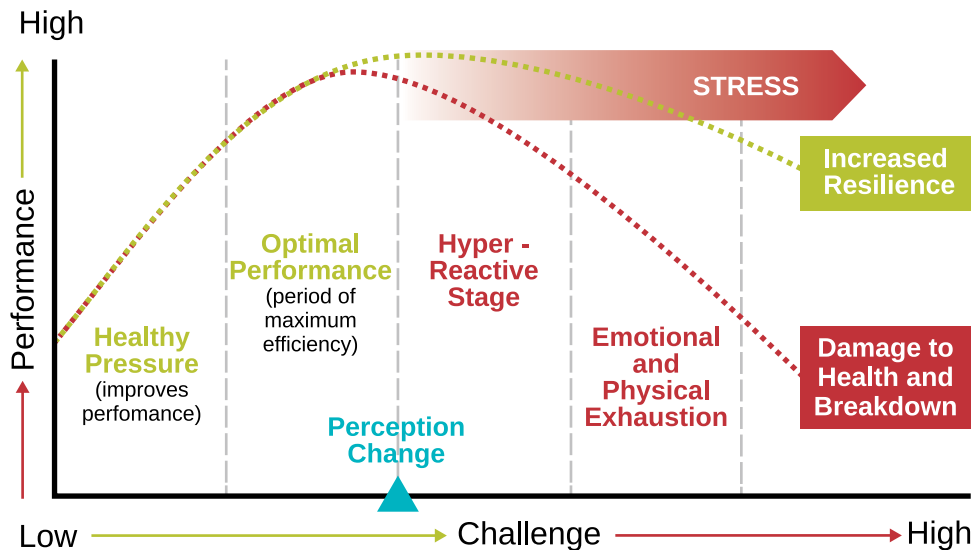 High
STRESS
Increased
Resilience
Performance
Optimal
Performance
(period of
maximum
efficiency)
Hyper -
Reactive
Stage
Healthy
Pressure
(improves
perfomance)
Emotional
and
Physical
Exhaustion
Damage to
Health and
Breakdown
Perception
Change
Low
Challenge
High